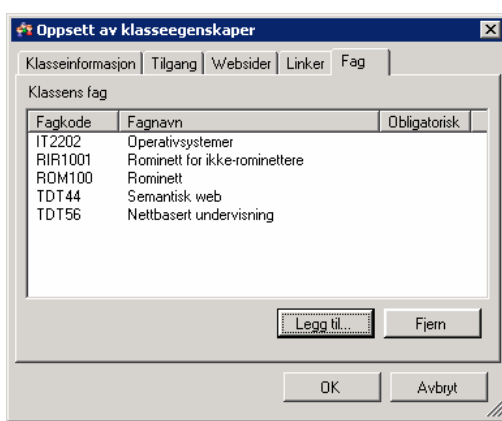 Oppsett av klasseegenskaper
Klasseinformasjon Tilgang Websider Linker Fag
Klassens fag
Fagkode Fagnavn Obligatorisk
IT2202 Operativsystemer
RIR1001 Rominett for ikke-rominettere
ROM100 Rominett
TDT44 Semantisk web
TDT56 Nettbasert undervisning
Legg til... Fjern
OK Avbryt